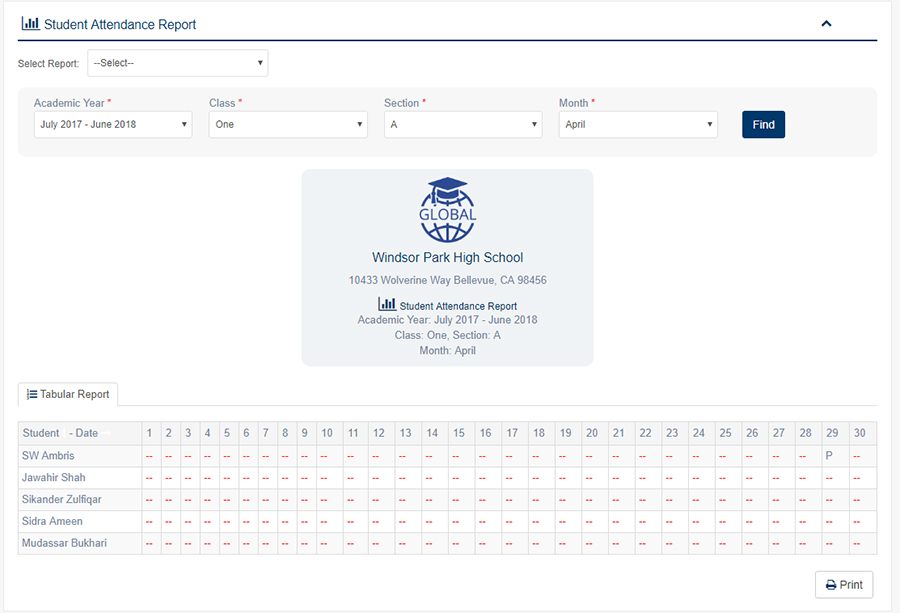 Student Attendance Report
Select Report: --Select--
Academic Year * Class * Section * Month *
July 2017 - June 2018 One A April Find
GLOBAL
Windsor Park High School
10433 Wolverine Way Bellevue, CA 98456
Student Attendance Report
Academic Year: July 2017 - June 2018
Class: One, Section: A
Month: April
Tabular Report
Student - Date 1 2 3 4 5 6 7 8 9 10 11 12 13 14 15 16 17 18 19 20 21 22 23 24 25 26 27 28 29 30
SW Ambris -- -- -- -- -- -- -- -- -- -- -- -- -- -- -- -- -- -- -- -- -- -- -- -- -- -- -- -- P --
Jawahir Shah -- -- -- -- -- -- -- -- -- -- -- -- -- -- -- -- -- -- -- -- -- -- -- -- -- -- -- -- -- --
Sikander Zulfiqar -- -- -- -- -- -- -- -- -- -- -- -- -- -- -- -- -- -- -- -- -- -- -- -- -- -- -- -- -- --
Sidra Ameen -- -- -- -- -- -- -- -- -- -- -- -- -- -- -- -- -- -- -- -- -- -- -- -- -- -- -- -- -- --
Mudassar Bukhari -- -- -- -- -- -- -- -- -- -- -- -- -- -- -- -- -- -- -- -- -- -- -- -- -- -- -- -- -- --
Print